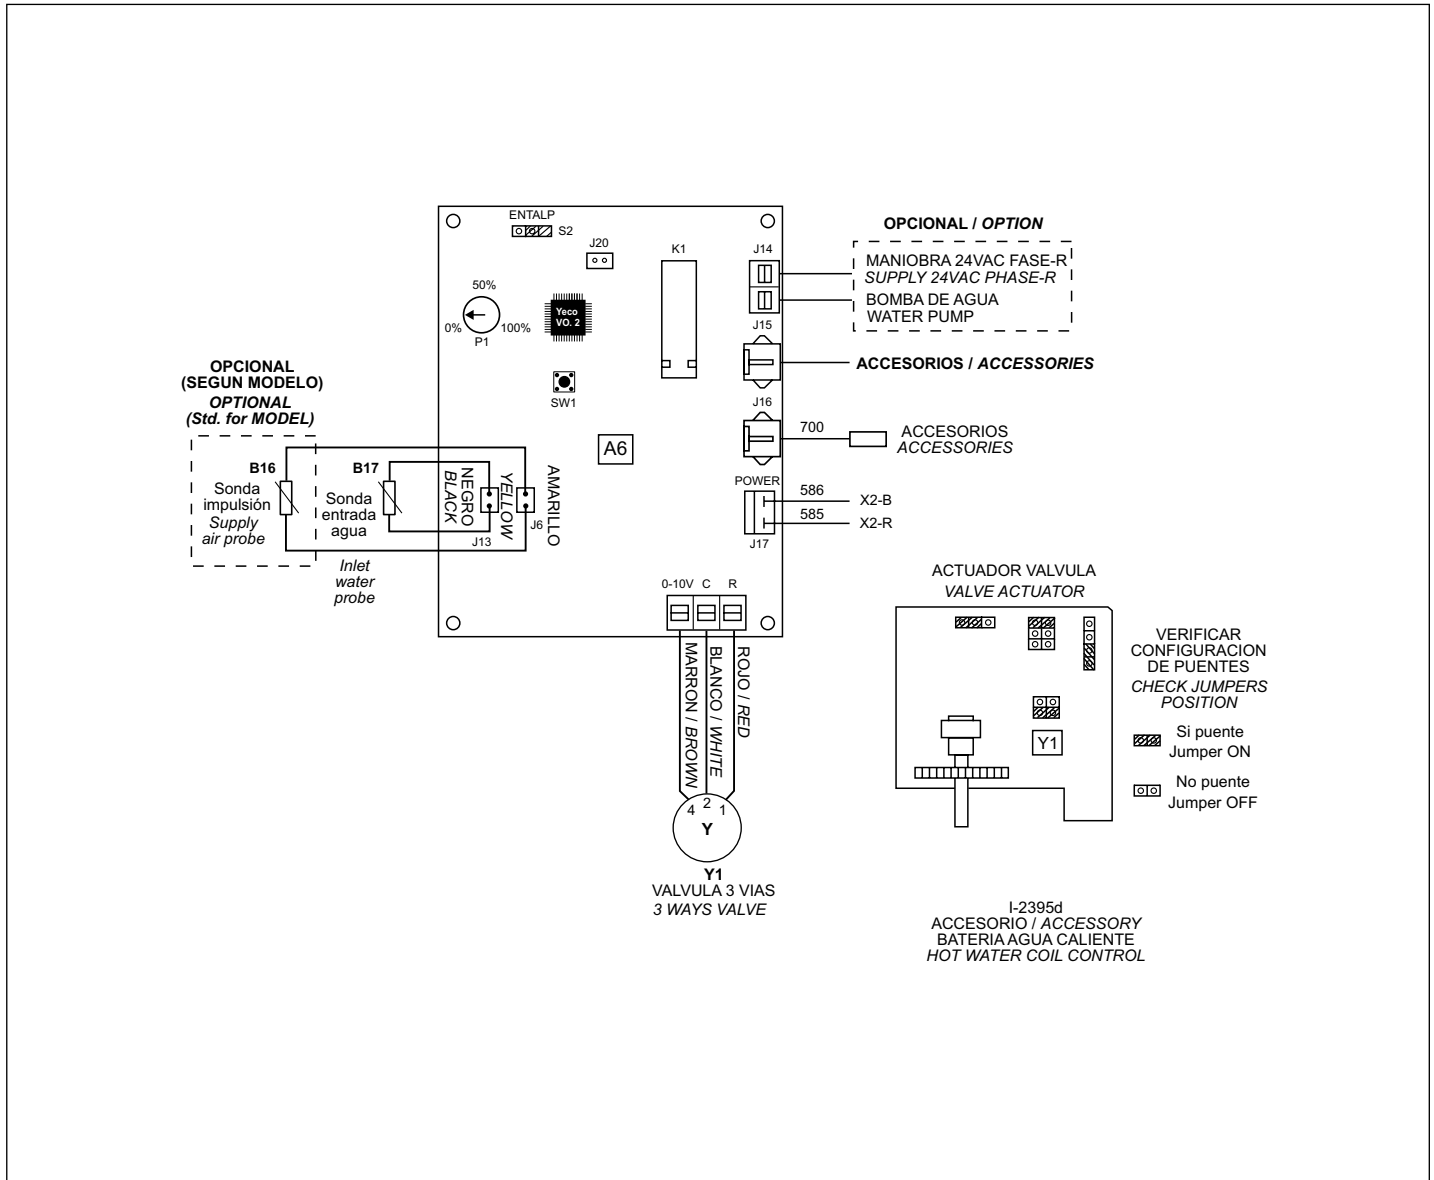 ENTALP
S2
J20
K1
J14
50%
0%
100%
P1
Yeco
VO. 2
SW1
A6
J15
J16
700
POWER
586
X2-B
585
X2-R
J17
OPCIONAL / OPTION
MANIOBRA 24VAC FASE-R
SUPPLY 24VAC PHASE-R
BOMBA DE AGUA
WATER PUMP
ACCESORIOS / ACCESSORIES
ACCESORIOS
ACCESSORIES
OPCIONAL
(SEGUN MODELO)
OPTIONAL
(Std. for MODEL)
B16
Sonda
impulsión
Supply
air probe
B17
Sonda
entrada
agua
Inlet
water
probe
NEGRO
BLACK
YELLOW
AMARILLO
J13
J6
0-10V C R
MARRON / BROWN
BLANCO / WHITE
ROJO / RED
4 2 1
Y
Y1
VALVULA 3 VIAS
3 WAYS VALVE
ACTUADOR VALVULA
VALVE ACTUATOR
Y1
VERIFICAR
CONFIGURACION
DE PUENTES
CHECK JUMPERS
POSITION
Si puente
Jumper ON
No puente
Jumper OFF
I-2395d
ACCESORIO / ACCESSORY
BATERIA AGUA CALIENTE
HOT WATER COIL CONTROL